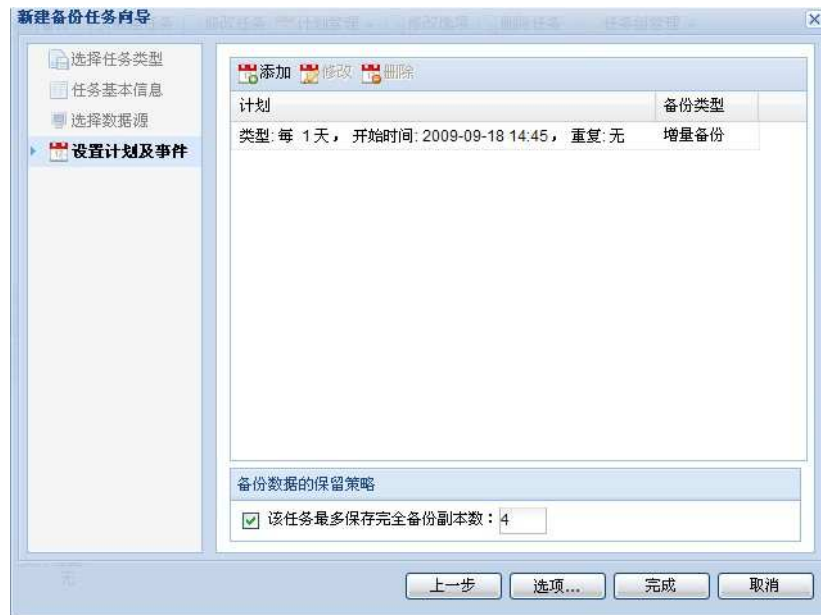 新建备份任务向导
选择任务类型
任务基本信息
选择数据源
设置计划及事件
添加 修改 删除
计划 备份类型
类型:每 1天， 开始时间:2009-09-18 14:45， 重复:无 增量备份
备份数据的保留策略
该任务最多保存完全备份副本数：4
上一步 选项... 完成 取消